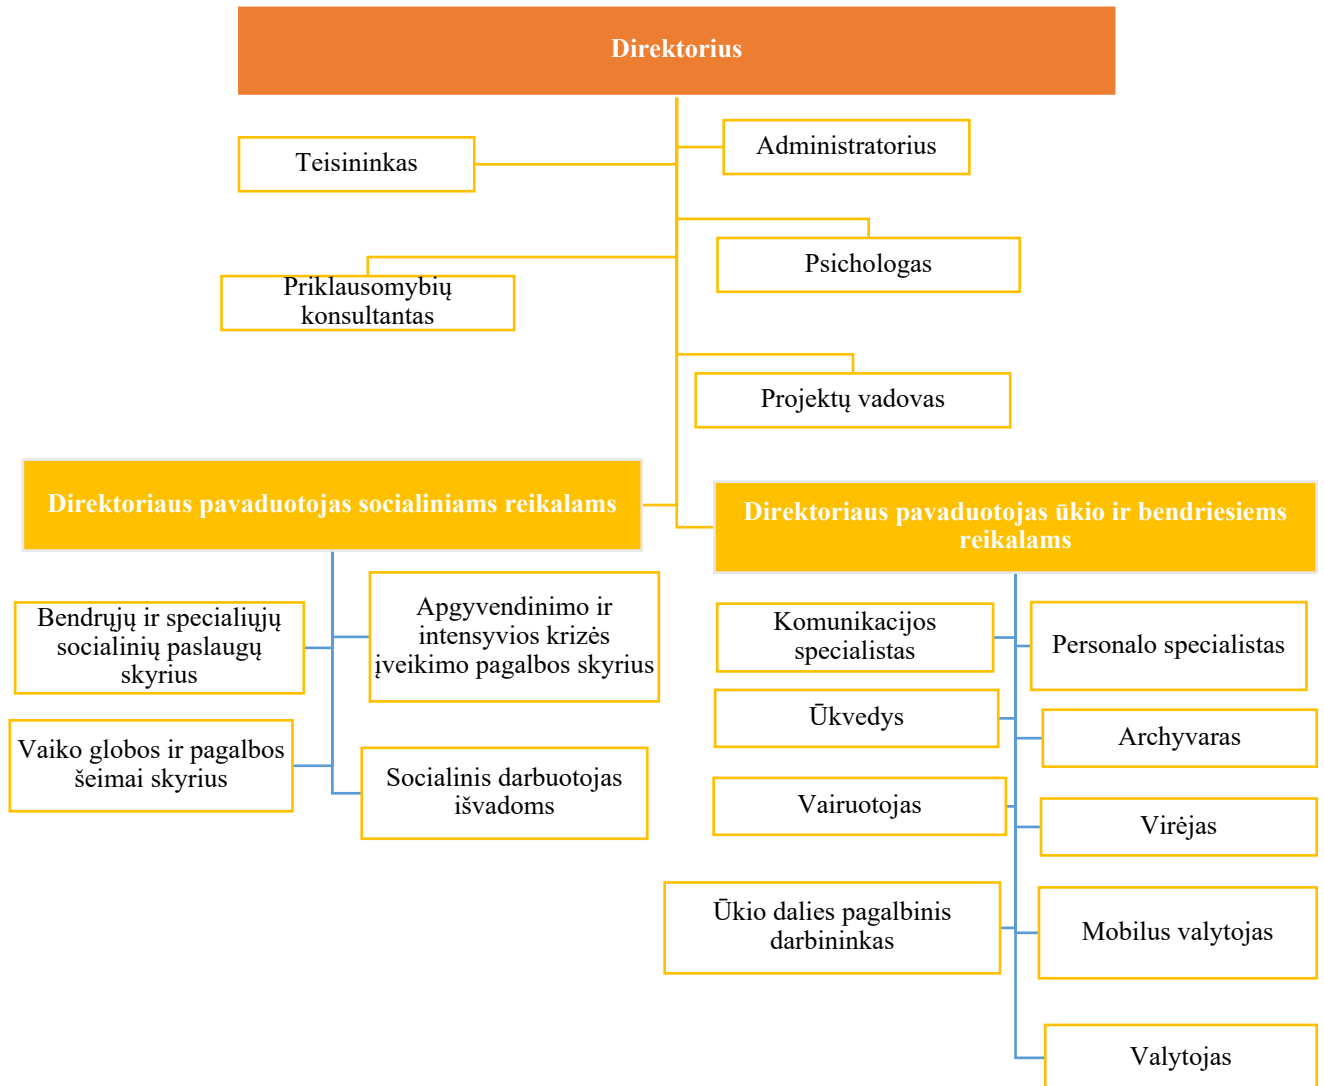 Direktorius
Teisininkas
Administratorius
Psichologas
Priklausomybių
konsultantas
Projektų vadovas
Direktoriaus pavaduotojas socialiniams reikalams
Direktoriaus pavaduotojas ūkio ir bendriesiems
reikalams
Bendrųjų ir specialiųjų
socialinių paslaugų
skyrius
Apgyvendinimo ir
intensyvios krizės
įveikimo pagalbos skyrius
Vaiko globos ir pagalbos
šeimai skyrius
Socialinis darbuotojas
išvadoms
Komunikacijos
specialistas
Personalo specialistas
Ūkvedys
Archyvaras
Vairuotojas
Virėjas
Ūkio dalies pagalbinis
darbininkas
Mobilus valytojas
Valytojas